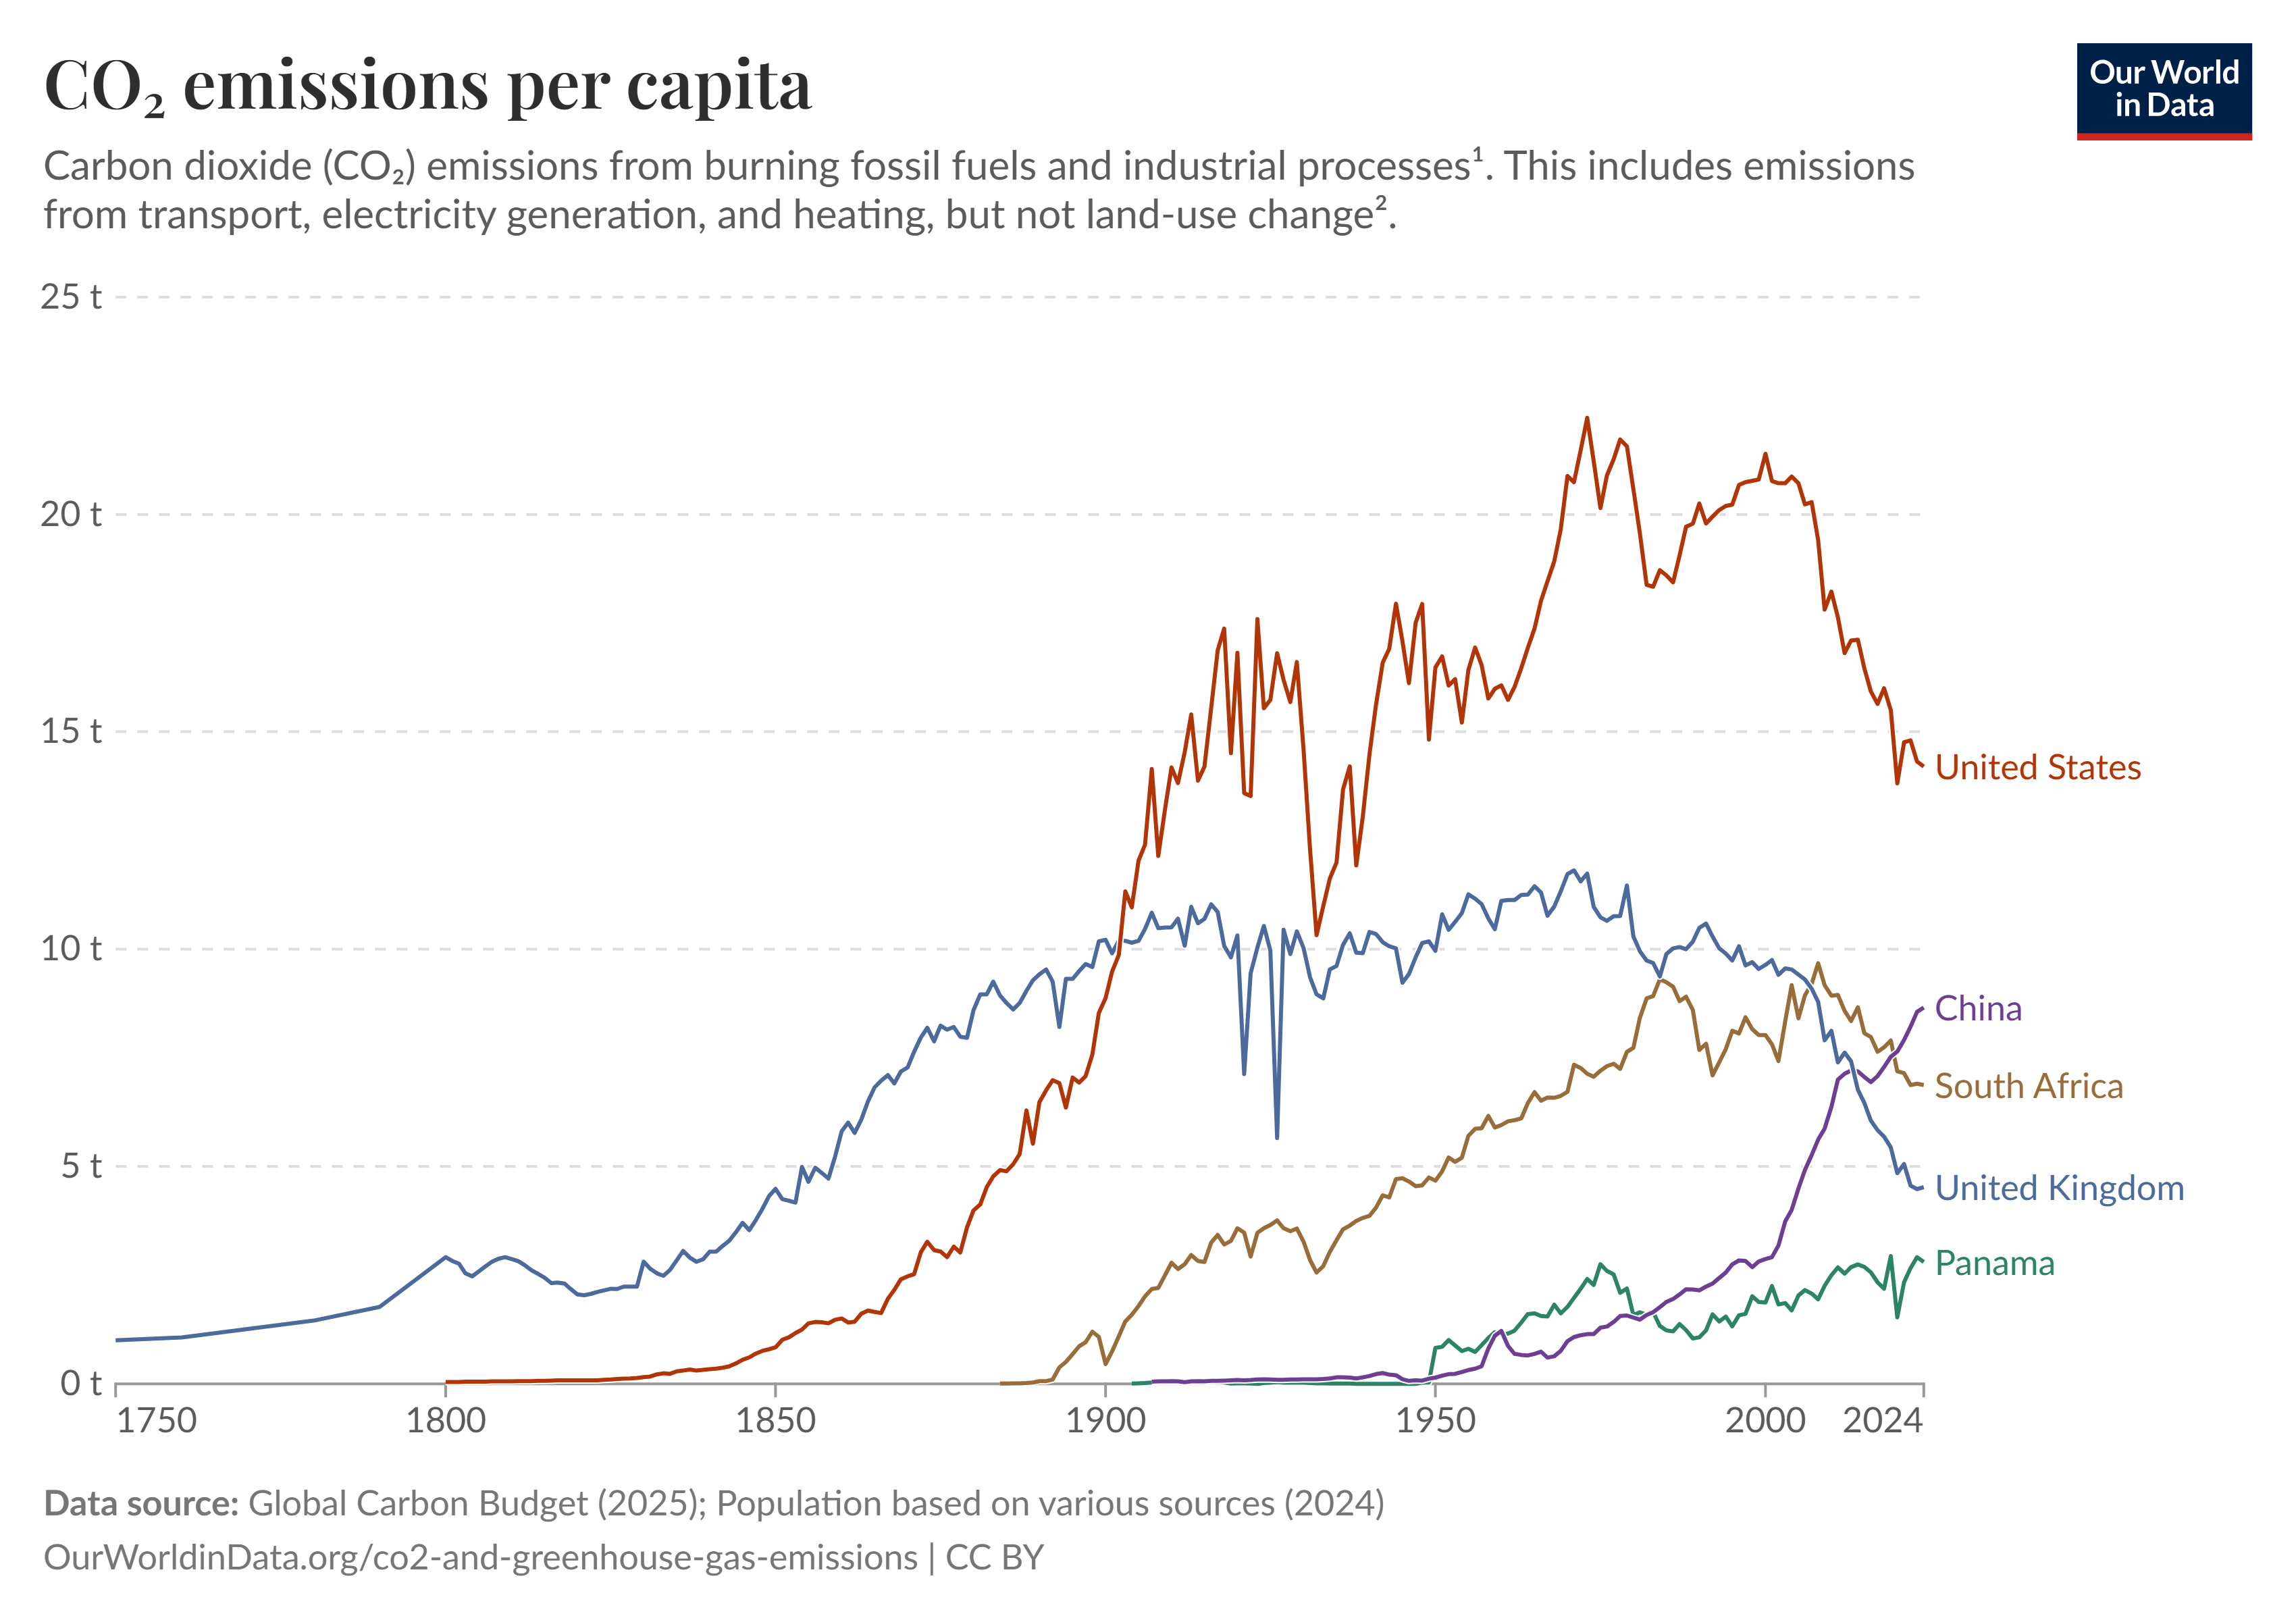 CO₂ emissions per capita
Our World
in Data
Carbon dioxide (CO₂) emissions from burning fossil fuels and industrial processes¹. This includes emissions
from transport, electricity generation, and heating, but not land-use change².
25 t
20 t
15 t
10 t
5 t
0 t
United States
China
South Africa
United Kingdom
Panama
1750
1800
1850
1900
1950
2000
2024
Data source: Global Carbon Budget (2025); Population based on various sources (2024)
OurWorldinData.org/co2-and-greenhouse-gas-emissions | CC BY